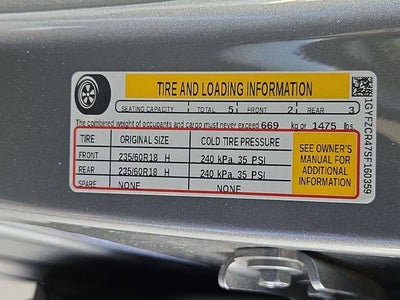 TIRE AND LOADING INFORMATION
SEATING CAPACITY TOTAL 5 FRONT 2 REAR 3
The combined weight of occupants and cargo must never exceed 669 kg or 1475 lbs.
TIRE ORIGINAL SIZE COLD TIRE PRESSURE
FRONT 235/60R18 H 240 kPa, 35 PSI
REAR 235/60R18 H 240 kPa, 35 PSI
SPARE NONE NONE
SEE OWNER'S
MANUAL FOR
ADDITIONAL
INFORMATION
1GYFZCR47SF160359